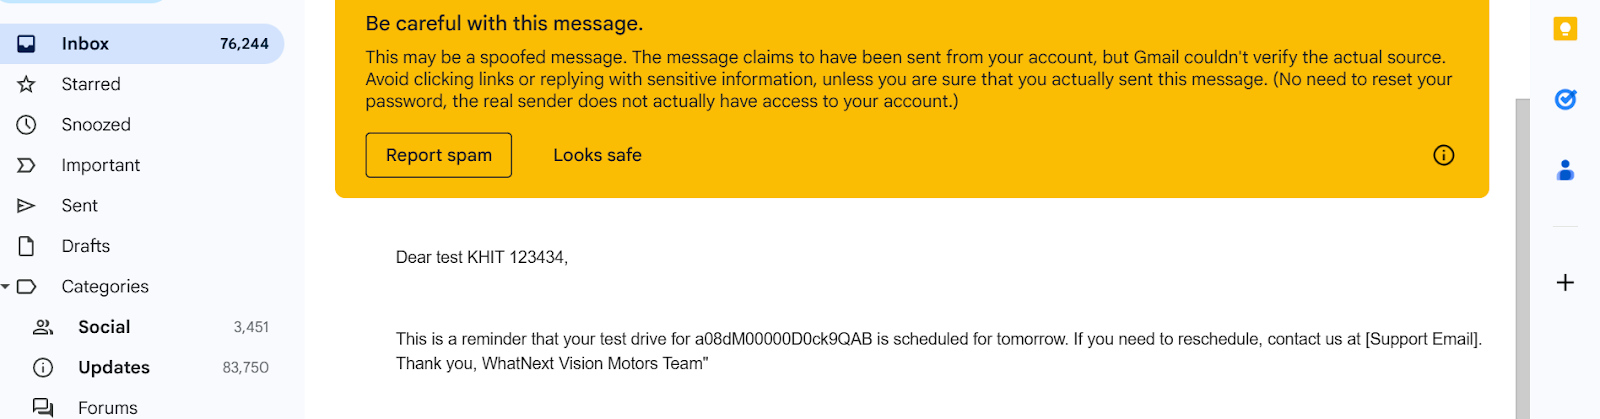 Inbox 76,244
Starred
Snoozed
Important
Sent
Drafts
Categories
Social 3,451
Updates 83,750
Forums
Be careful with this message.
This may be a spoofed message. The message claims to have been sent from your account, but Gmail couldn't verify the actual source.
Avoid clicking links or replying with sensitive information, unless you are sure that you actually sent this message. (No need to reset your
password, the real sender does not actually have access to your account.)
Report spam Looks safe
Dear test KHIT 123434,
This is a reminder that your test drive for a08dM00000D0ck9QAB is scheduled for tomorrow. If you need to reschedule, contact us at [Support Email].
Thank you, WhatNext Vision Motors Team"